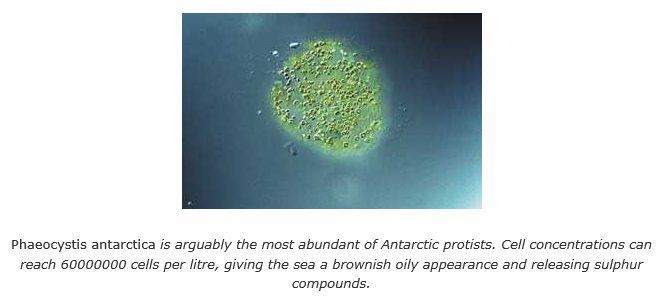 Phaeocystis antarctica is arguably the most abundant of Antarctic protists. Cell concentrations can
reach 60000000 cells per litre, giving the sea a brownish oily appearance and releasing sulphur
compounds.